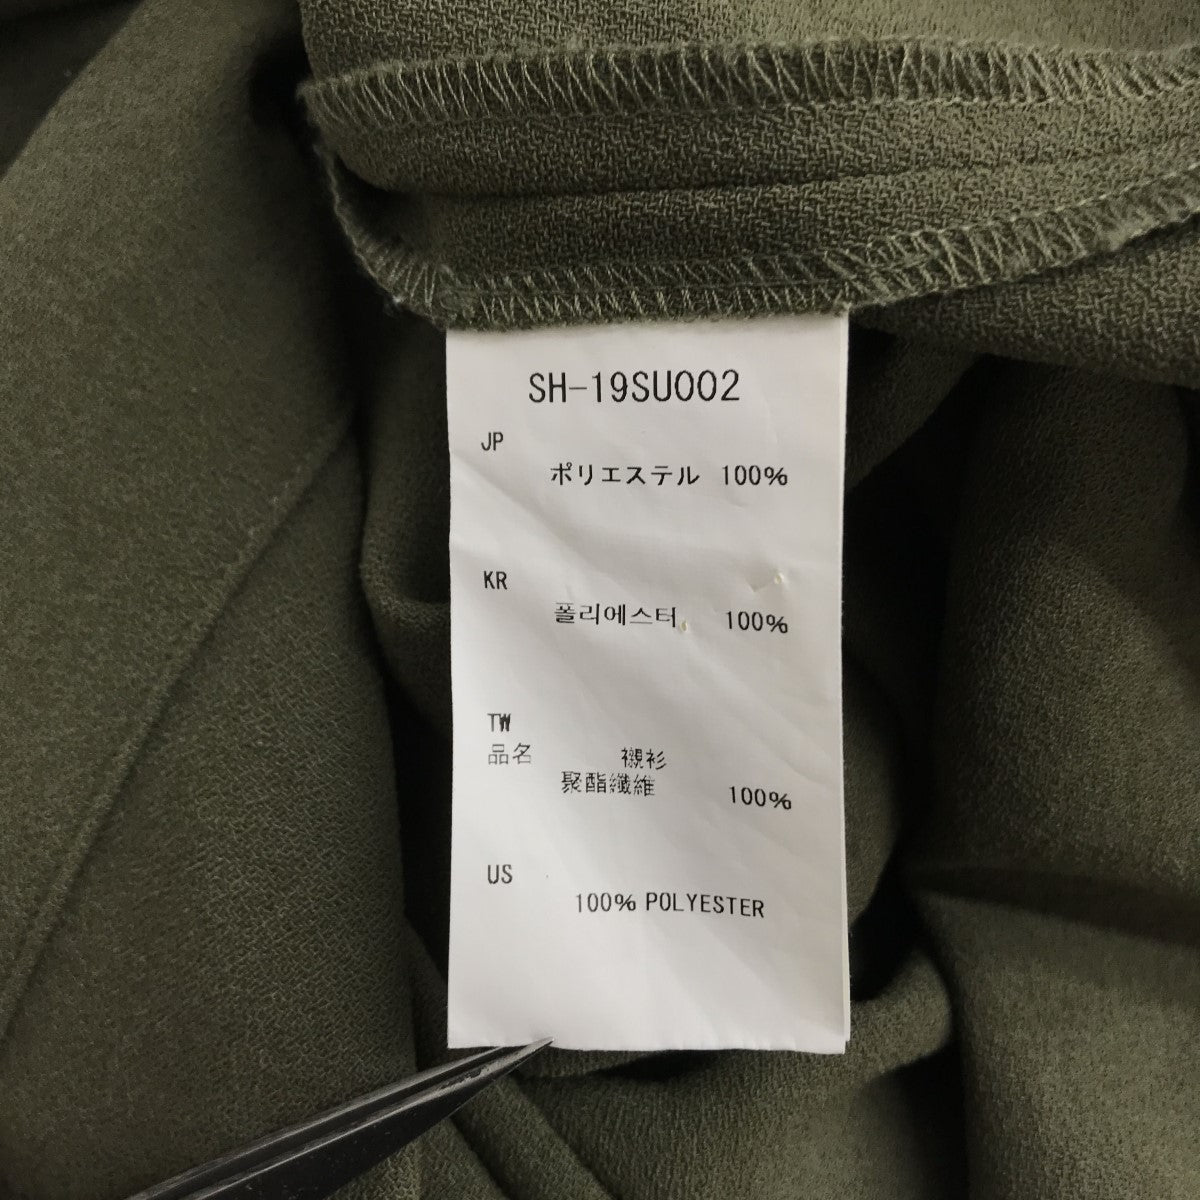 SH-19SU002
JP
ポリエステル 100%
KR
폴리에스터 100%
TW
品名 襯衫
聚酯纖維 100%
US
100% POLYESTER